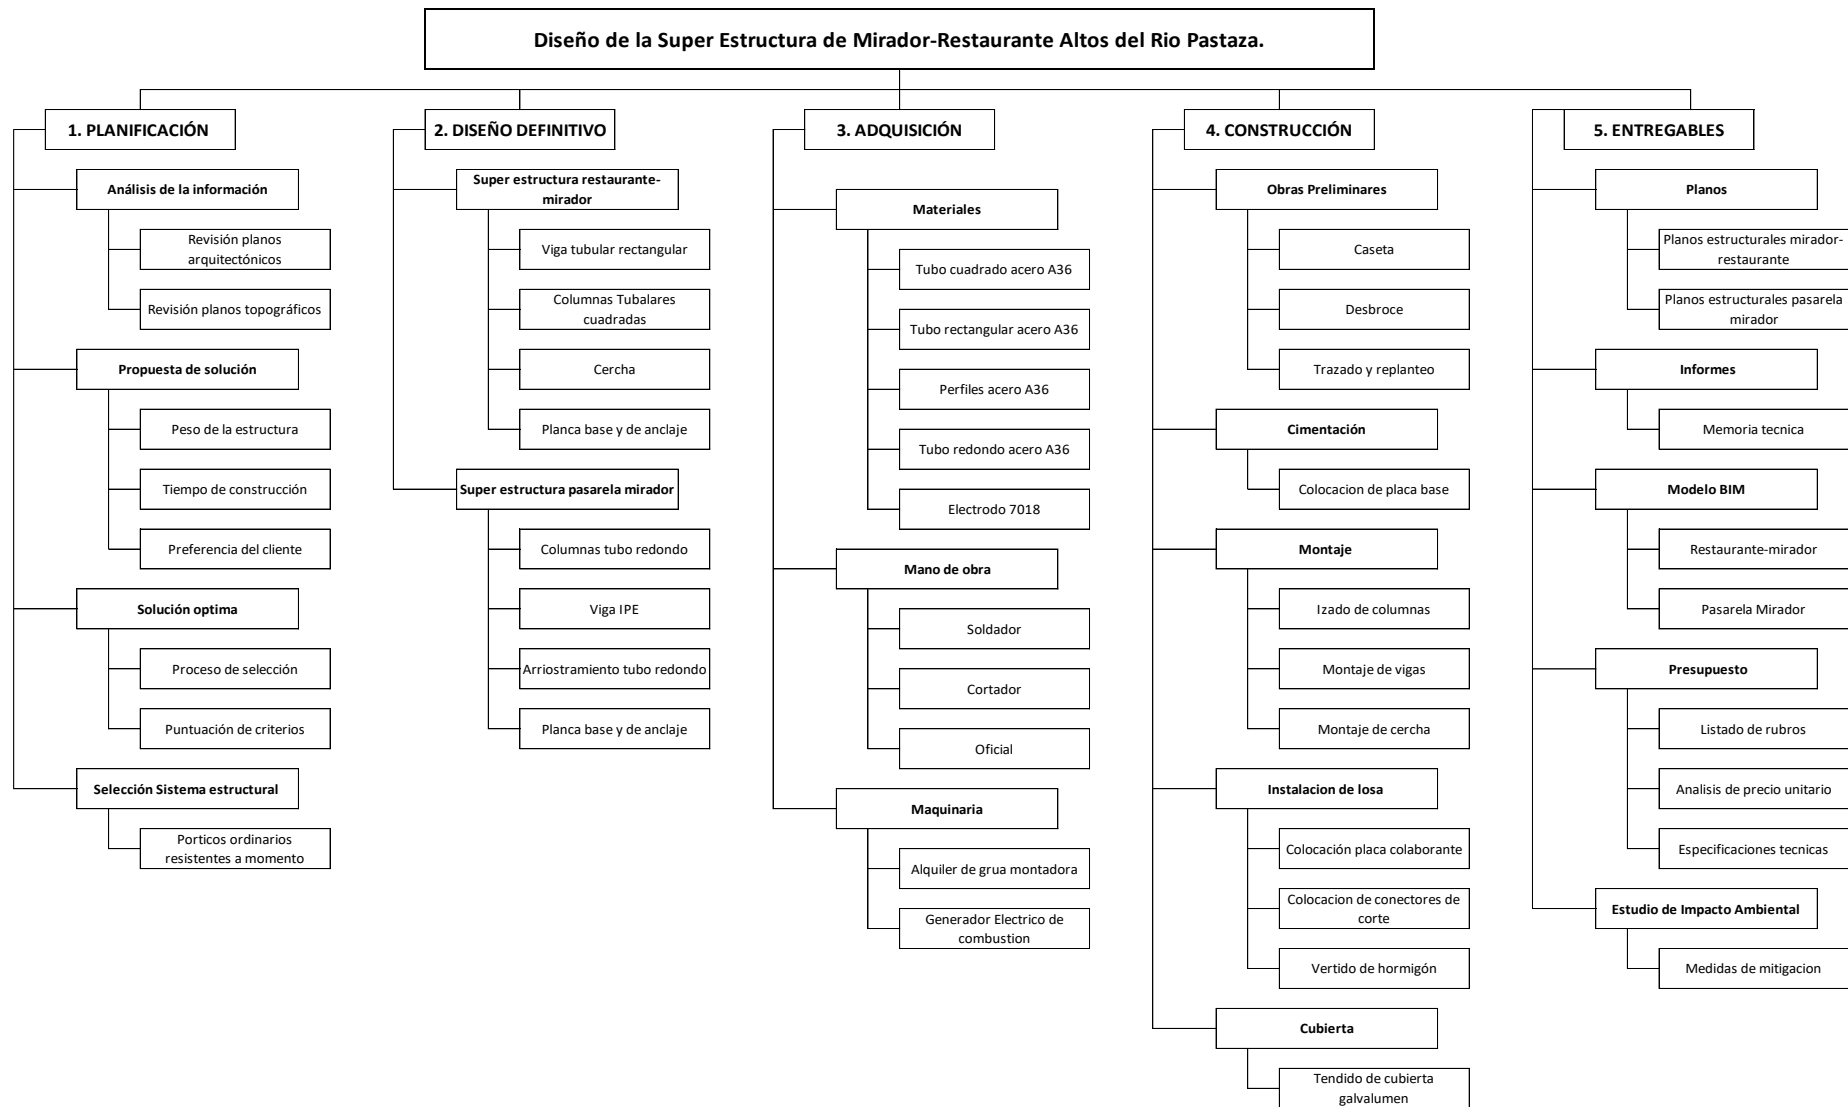 Diseño de la Super Estructura de Mirador-Restaurante Altos del Rio Pastaza.
1. PLANIFICACIÓN
Análisis de la información
Revisión planos
arquitectónicos
Revisión planos topográficos
Propuesta de solución
Peso de la estructura
Tiempo de construcción
Preferencia del cliente
Solución optima
Proceso de selección
Puntuación de criterios
Selección Sistema estructural
Porticos ordinarios
resistentes a momento
2. DISEÑO DEFINITIVO
Super estructura restaurante-
mirador
Viga tubular rectangular
Columnas Tubalares
cuadradas
Cercha
Planca base y de anclaje
Super estructura pasarela mirador
Columnas tubo redondo
Viga IPE
Arriostramiento tubo redondo
Planca base y de anclaje
3. ADQUISICIÓN
Materiales
Tubo cuadrado acero A36
Tubo rectangular acero A36
Perfiles acero A36
Tubo redondo acero A36
Electrodo 7018
Mano de obra
Soldador
Cortador
Oficial
Maquinaria
Alquiler de grua montadora
Generador Electrico de
combustion
4. CONSTRUCCIÓN
Obras Preliminares
Caseta
Desbroce
Trazado y replanteo
Cimentación
Colocacion de placa base
Montaje
Izado de columnas
Montaje de vigas
Montaje de cercha
Instalacion de losa
Colocación placa colaborante
Colocacion de conectores de
corte
Vertido de hormigón
Cubierta
Tendido de cubierta
galvalumen
5. ENTREGABLES
Planos
Planos estructurales mirador-
restaurante
Planos estructurales pasarela
mirador
Informes
Memoria tecnica
Modelo BIM
Restaurante-mirador
Pasarela Mirador
Presupuesto
Listado de rubros
Analisis de precio unitario
Especificaciones tecnicas
Estudio de Impacto Ambiental
Medidas de mitigacion